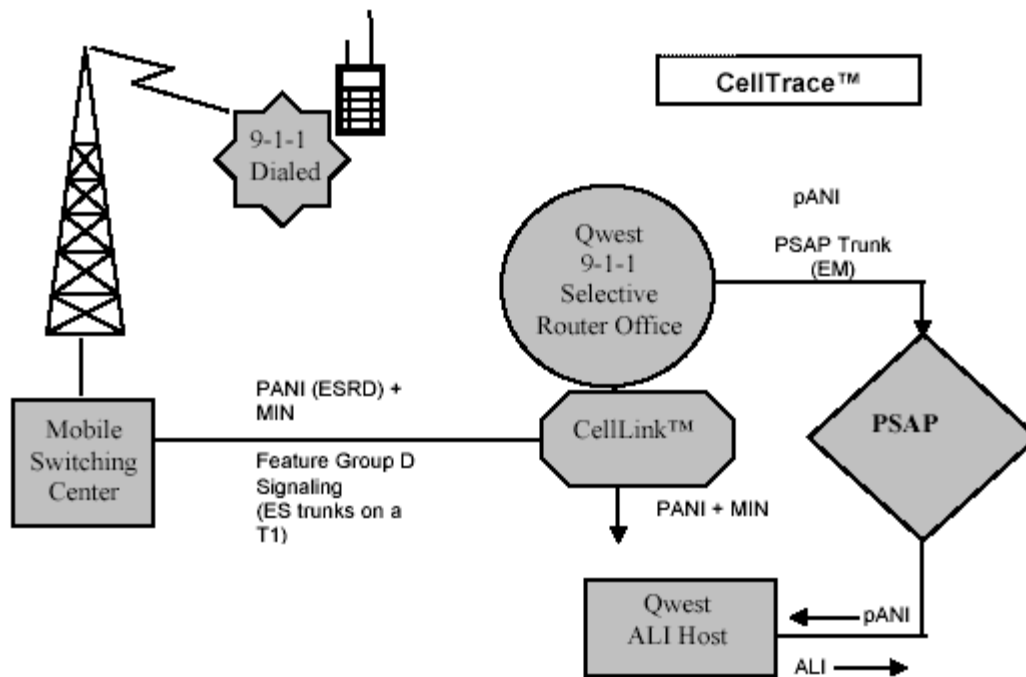 CellTrace™
9-1-1
Dialed
pANI
Qwest
9-1-1
Selective
Router Office
PSAP Trunk
(EM)
PANI (ESRD) +
MIN
Mobile
Switching
Center
CellLink™
PSAP
Feature Group D
Signaling
(ES trunks on a
T1)
PANI + MIN
Qwest
ALI Host
pANI
ALI